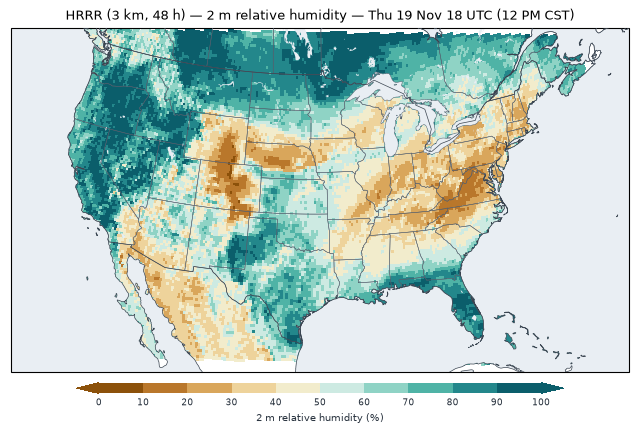 HRRR (3 km, 48 h) — 2 m relative humidity — Thu 19 Nov 18 UTC (12 PM CST)
0 10 20 30 40 50 60 70 80 90 100
2 m relative humidity (%)